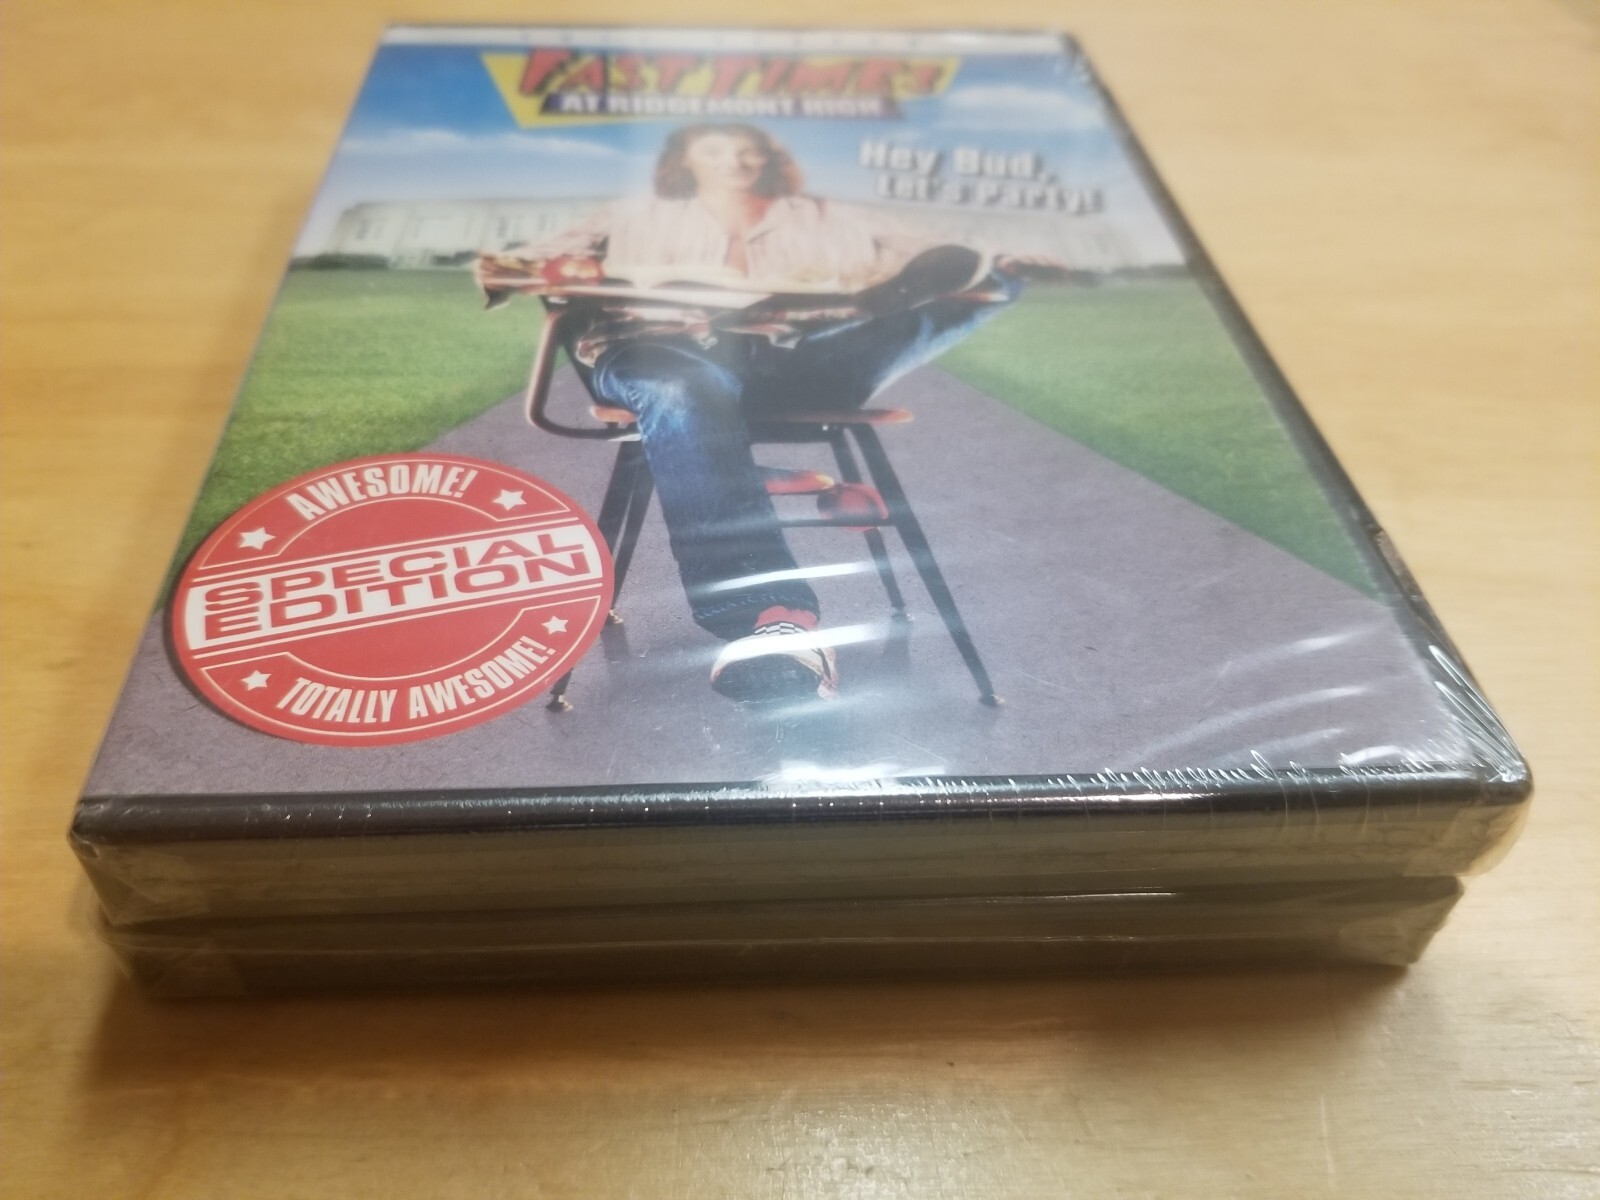 FAST TIMES
AT RIDGEMONT HIGH
Hey Bud,
Let's Party!
AWESOME!
SPECIAL
EDITION
TOTALLY AWESOME!